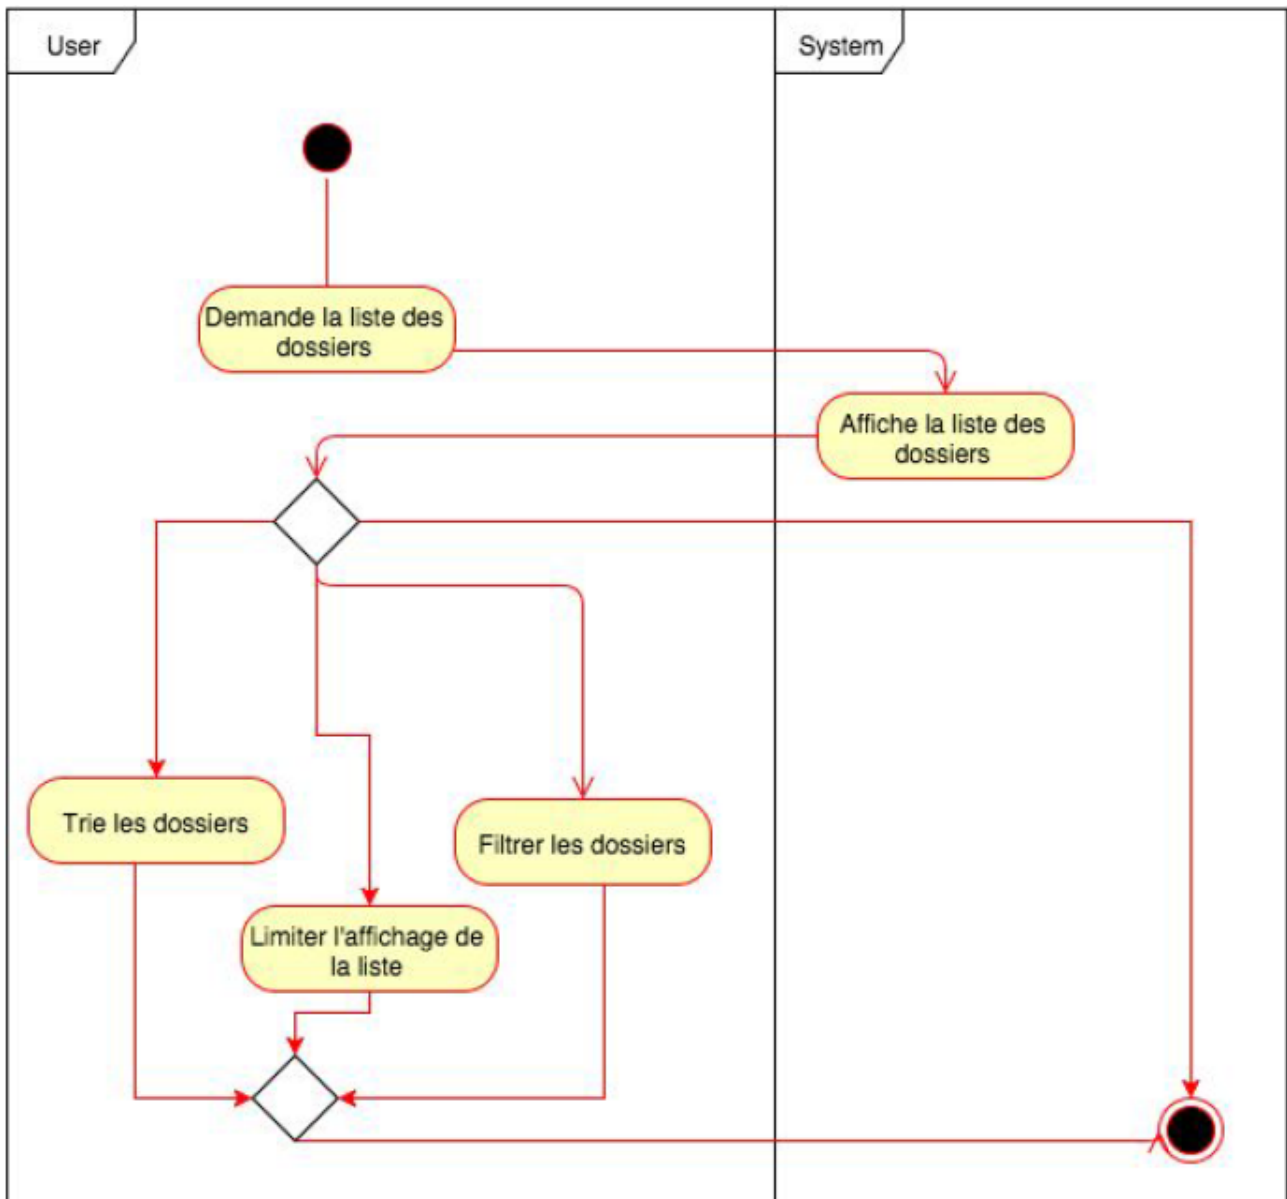 User
System
Demande la liste des
dossiers
Affiche la liste des
dossiers
Trie les dossiers
Filtrer les dossiers
Limiter l'affichage de
la liste